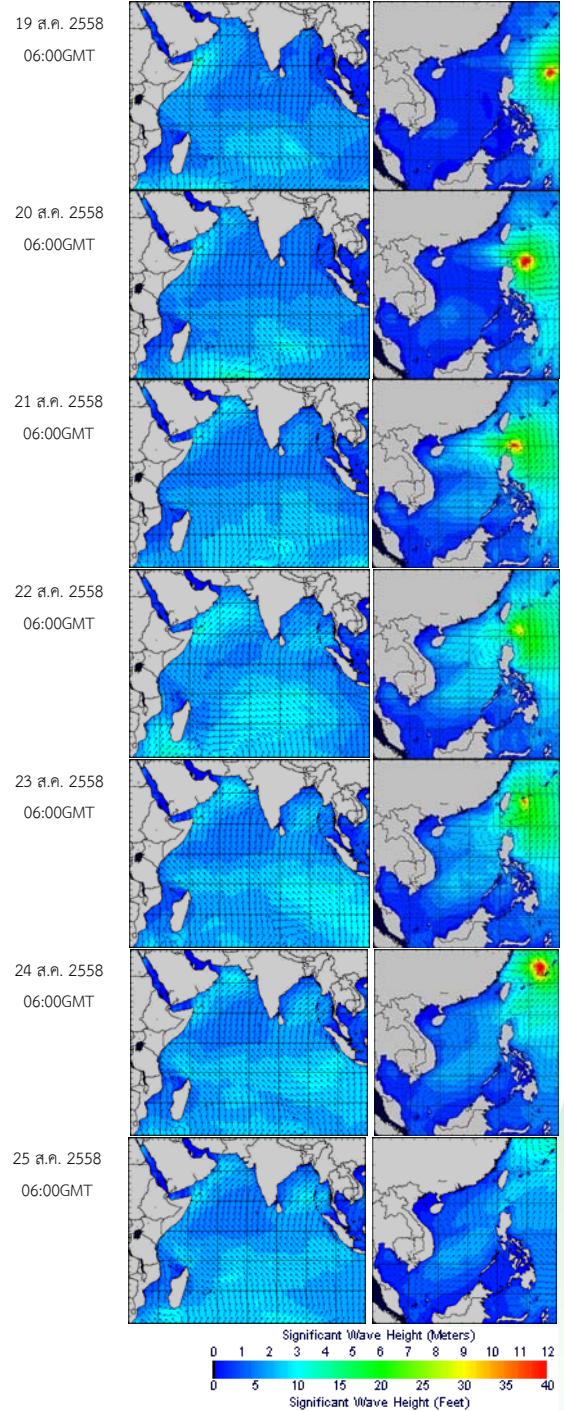 19 ส.ค. 2558
06:00GMT
20 ส.ค. 2558
06:00GMT
21 ส.ค. 2558
06:00GMT
22 ส.ค. 2558
06:00GMT
23 ส.ค. 2558
06:00GMT
24 ส.ค. 2558
06:00GMT
25 ส.ค. 2558
06:00GMT
Significant Wave Height (Meters)
0 1 2 3 4 5 6 7 8 9 10 11 12
0 5 10 15 20 25 30 35 40
Significant Wave Height (Feet)